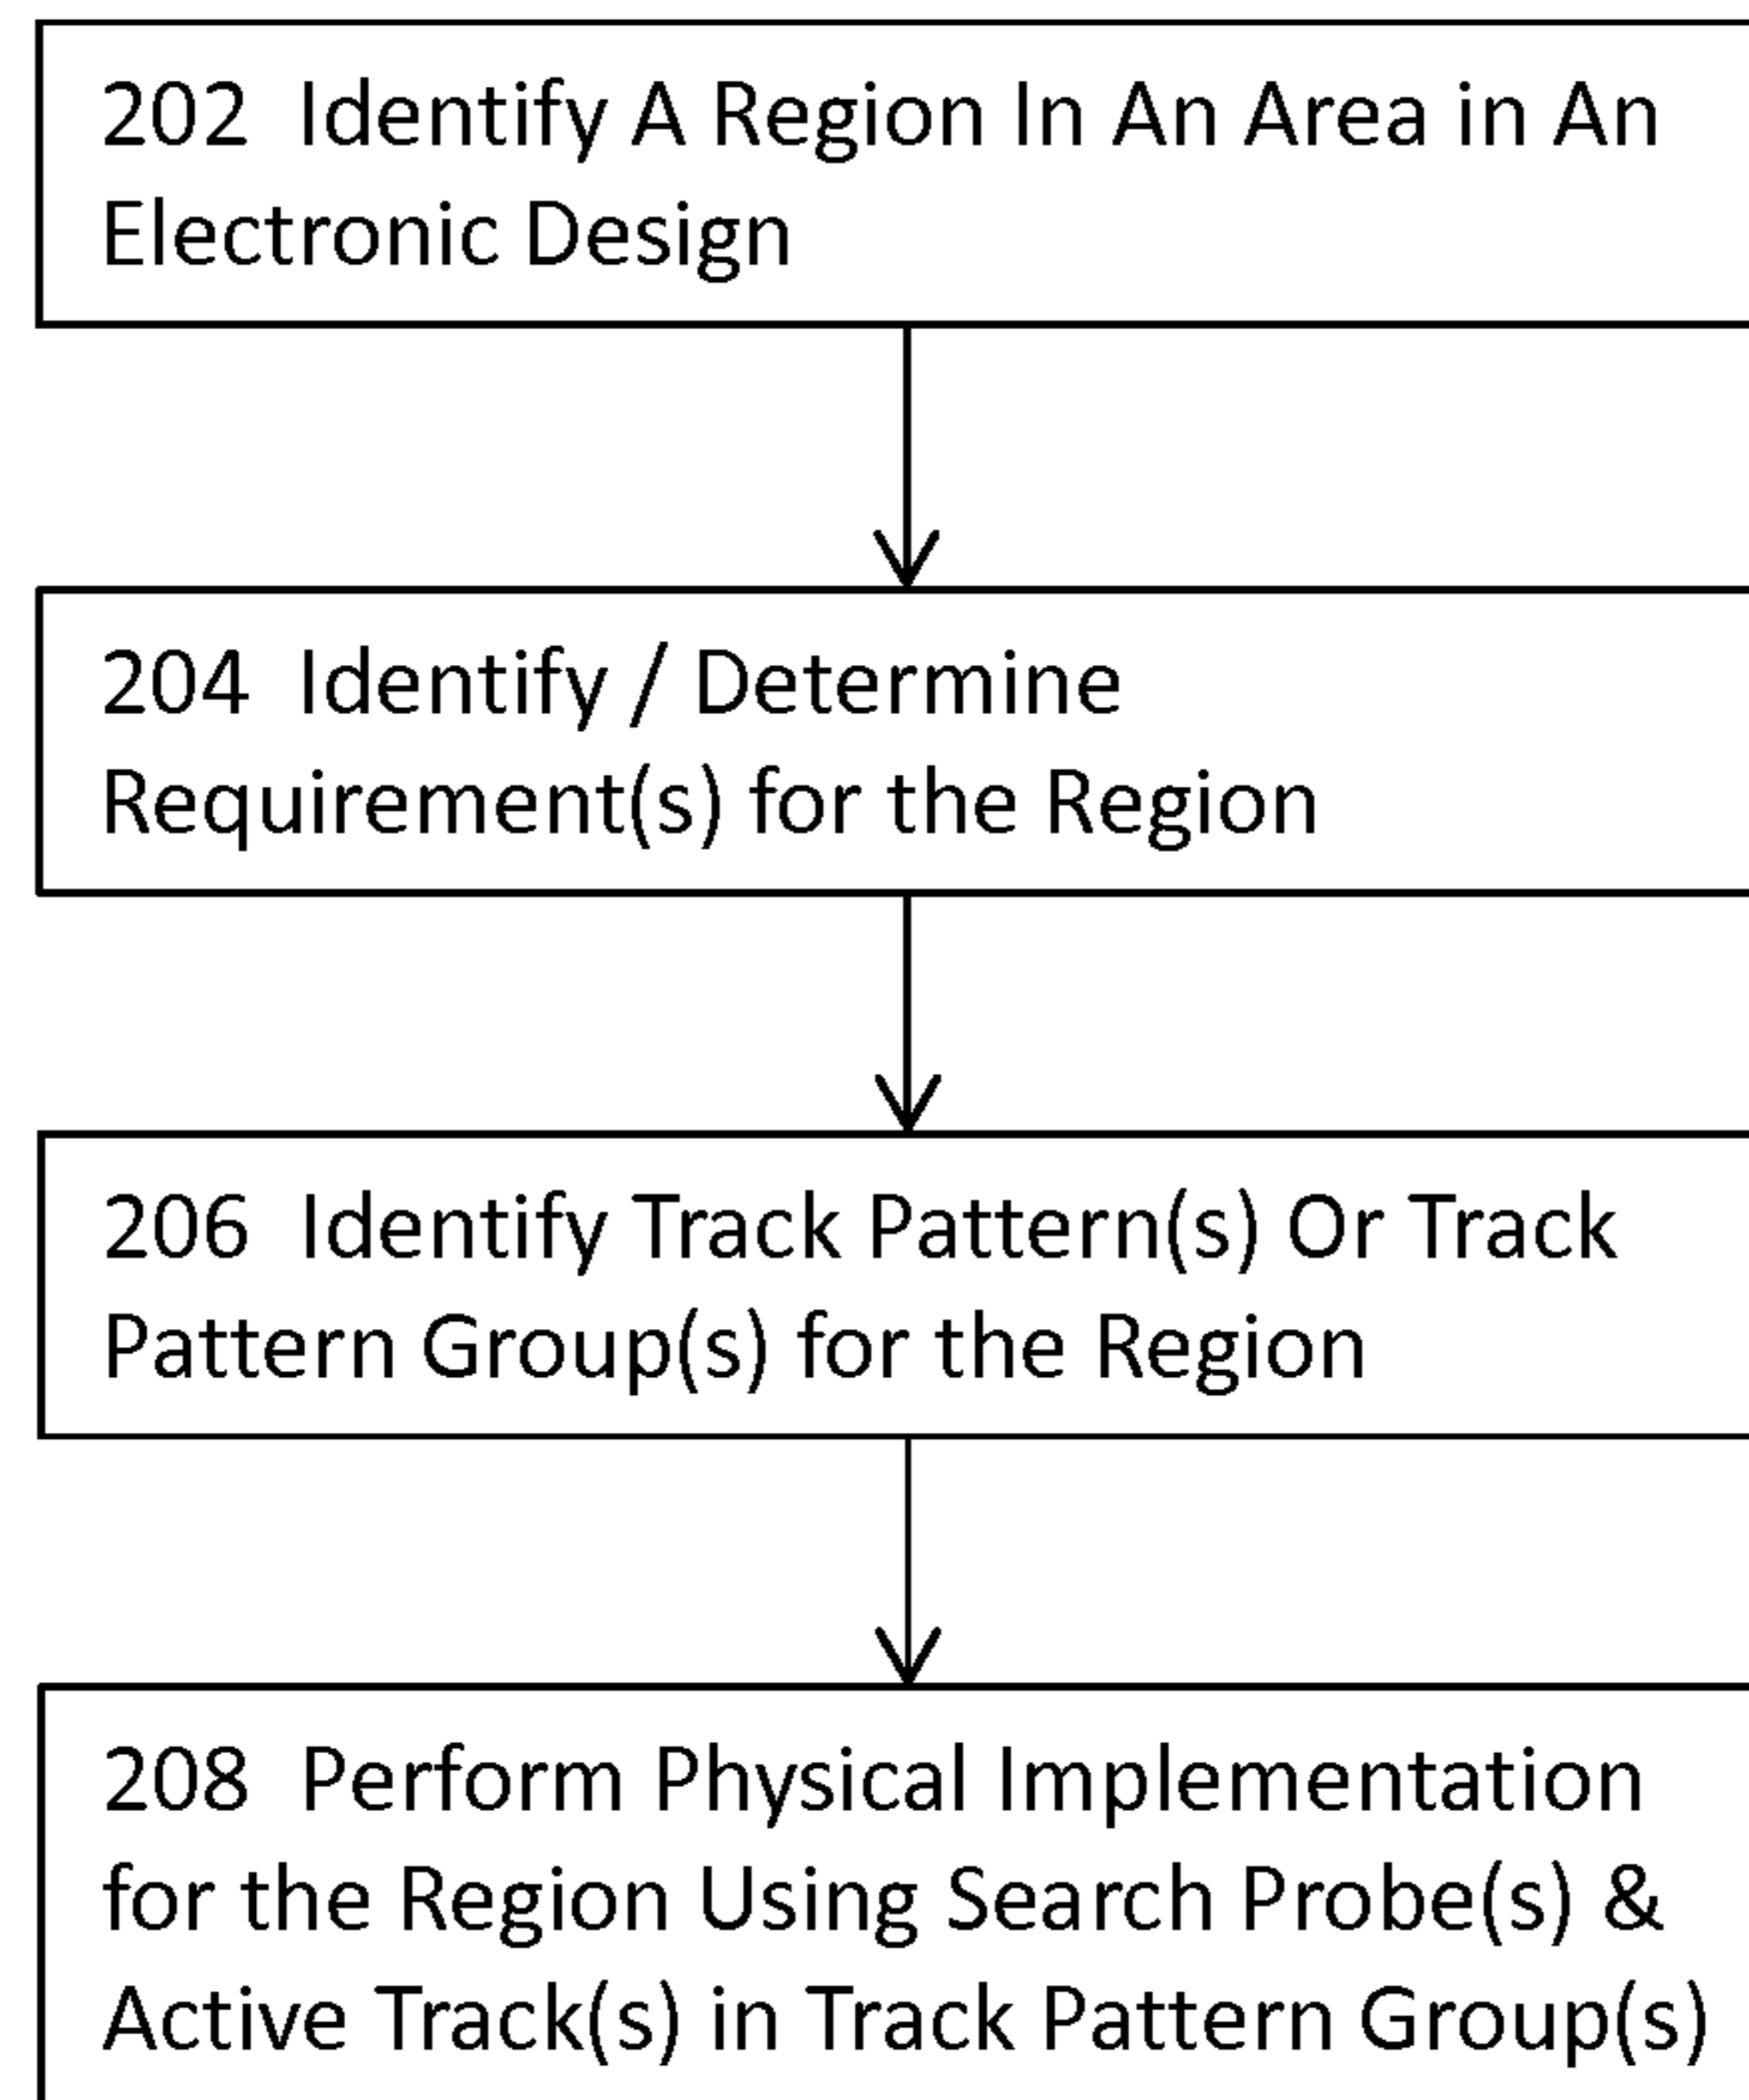 202 Identify A Region In An Area in An
Electronic Design
204 Identify / Determine
Requirement(s) for the Region
206 Identify Track Pattern(s) Or Track
Pattern Group(s) for the Region
208 Perform Physical Implementation
for the Region Using Search Probe(s) &
Active Track(s) in Track Pattern Group(s)